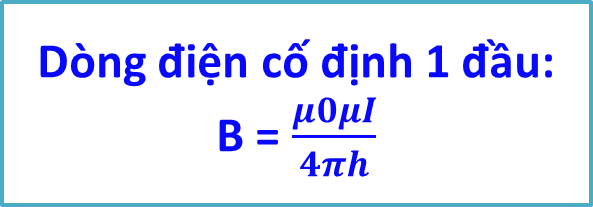 Dòng điện cố định 1 đầu:
B = μ0μI/4πh